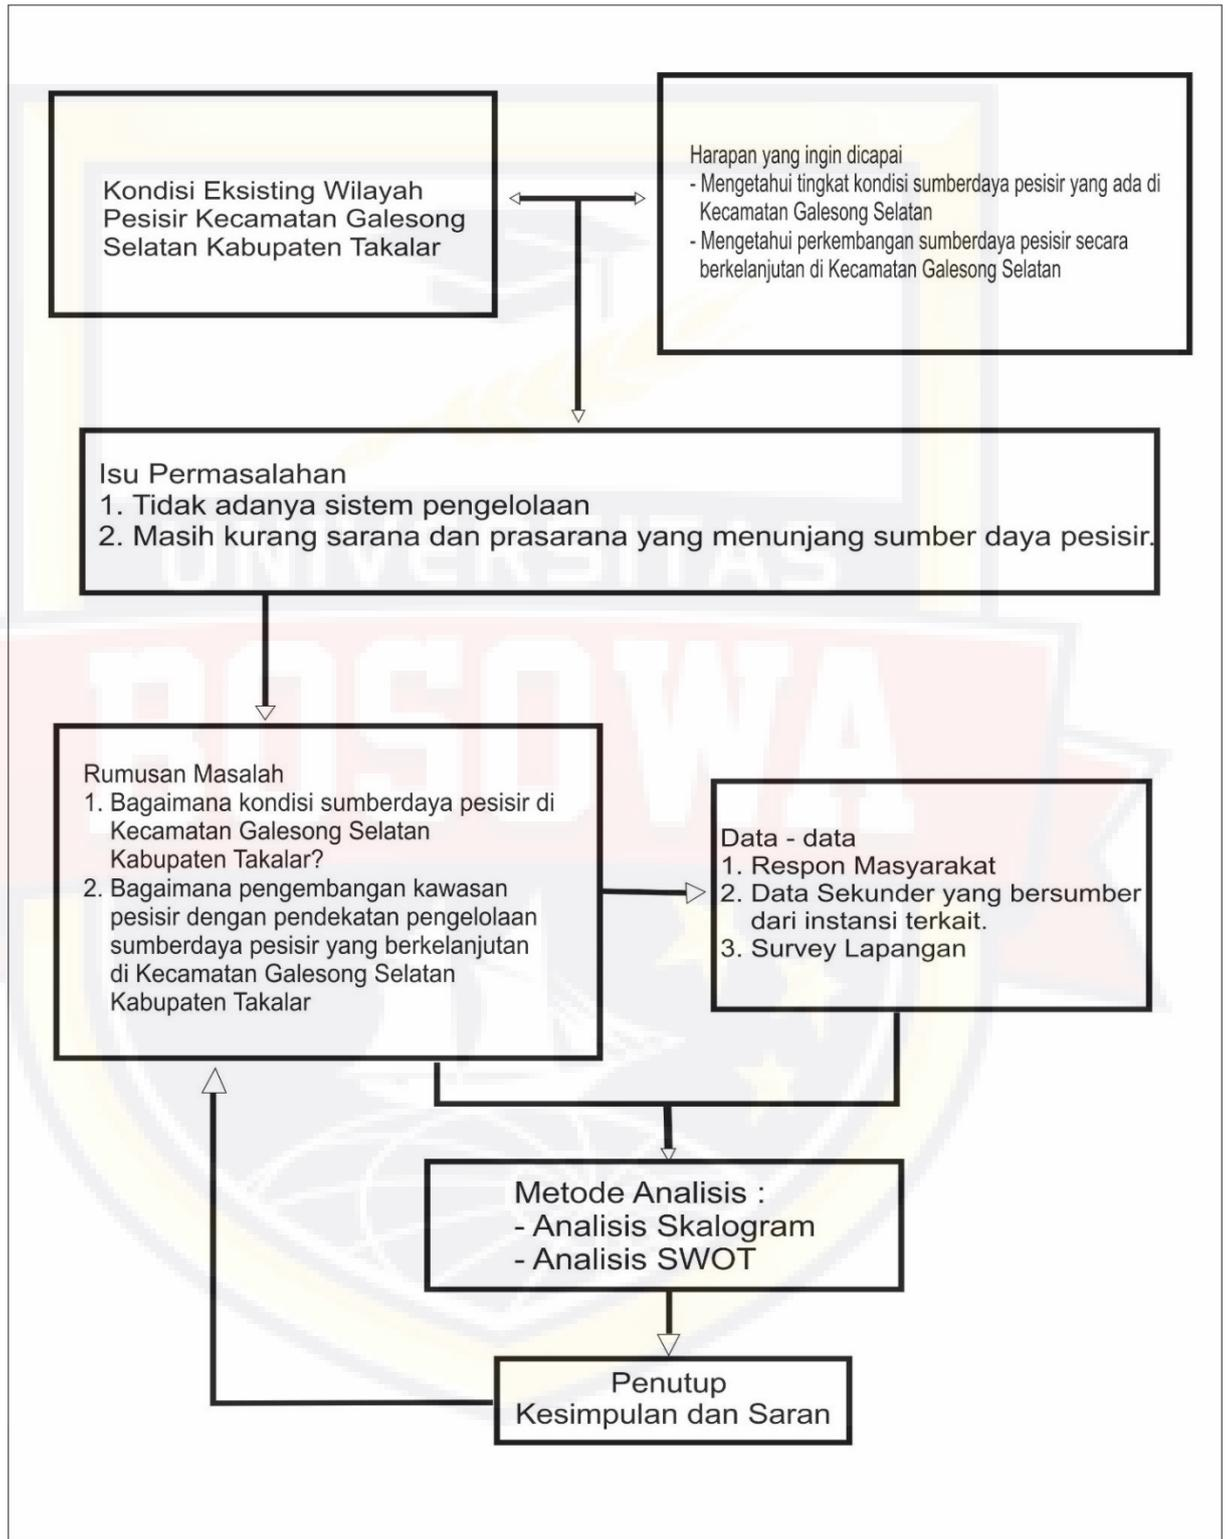 Kondisi Eksisting Wilayah
Pesisir Kecamatan Galesong
Selatan Kabupaten Takalar
Harapan yang ingin dicapai
- Mengetahui tingkat kondisi sumberdaya pesisir yang ada di
Kecamatan Galesong Selatan
- Mengetahui perkembangan sumberdaya pesisir secara
berkelanjutan di Kecamatan Galesong Selatan
Isu Permasalahan
1. Tidak adanya sistem pengelolaan
2. Masih kurang sarana dan prasarana yang menunjang sumber daya pesisir.
UNIVERSITAS
BOSOWA
Rumusan Masalah
1. Bagaimana kondisi sumberdaya pesisir di
Kecamatan Galesong Selatan
Kabupaten Takalar?
2. Bagaimana pengembangan kawasan
pesisir dengan pendekatan pengelolaan
sumberdaya pesisir yang berkelanjutan
di Kecamatan Galesong Selatan
Kabupaten Takalar
Data - data
1. Respon Masyarakat
2. Data Sekunder yang bersumber
dari instansi terkait.
3. Survey Lapangan
Metode Analisis :
- Analisis Skalogram
- Analisis SWOT
Penutup
Kesimpulan dan Saran